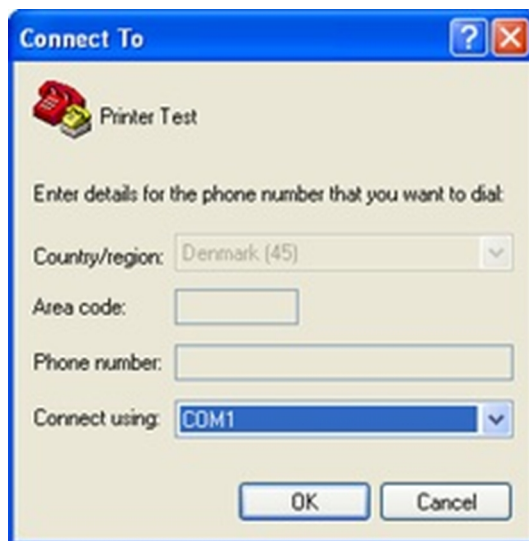 Connect To
Printer Test
Enter details for the phone number that you want to dial:
Country/region: Denmark (45)
Area code:
Phone number:
Connect using: COM1
OK Cancel